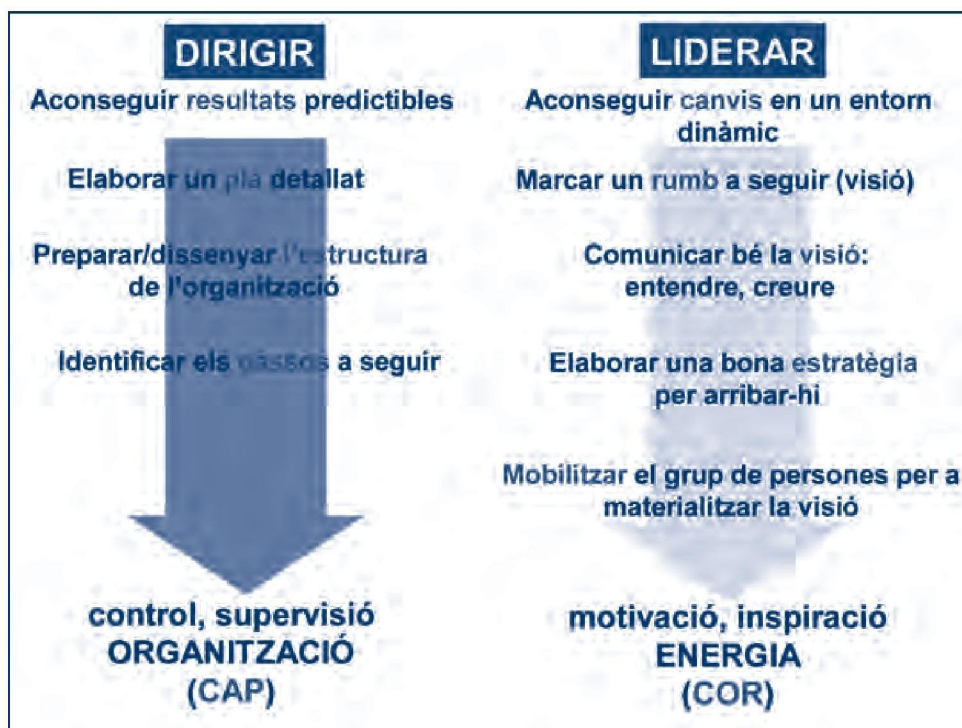 DIRIGIR
Aconseguir resultats predictibles
Elaborar un pla detallat
Preparar/dissenyar l'estructura
de l'organització
Identificar els passos a seguir
control, supervisió
ORGANITZACIÓ
(CAP)
LIDERAR
Aconseguir canvis en un entorn
dinàmic
Marcar un rumb a seguir (visió)
Comunicar bé la visió:
entendre, creure
Elaborar una bona estratègia
per arribar-hi
Mobilitzar el grup de persones per a
materialitzar la visió
motivació, inspiració
ENERGIA
(COR)